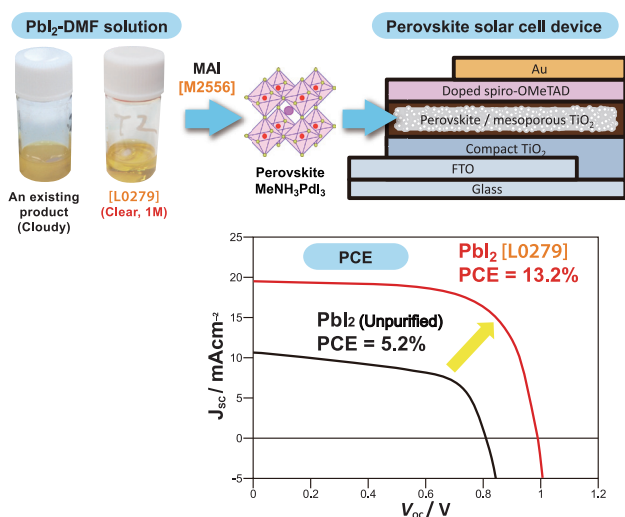 PbI₂-DMF solution
Perovskite solar cell device
MAI
[M2556]
T2
An existing
product
(Cloudy)
[L0279]
(Clear, 1M)
Perovskite
MeNH₃PdI₃
Au
Doped spiro-OMeTAD
Perovskite / mesoporous TiO₂
Compact TiO₂
FTO
Glass
PCE
PbI₂ [L0279]
PCE = 13.2%
PbI₂ (Unpurified)
PCE = 5.2%
Jsc / mAcm⁻²
25
20
15
10
5
0
-5
0
0.2
0.4
0.6
0.8
1
1.2
Voc / V